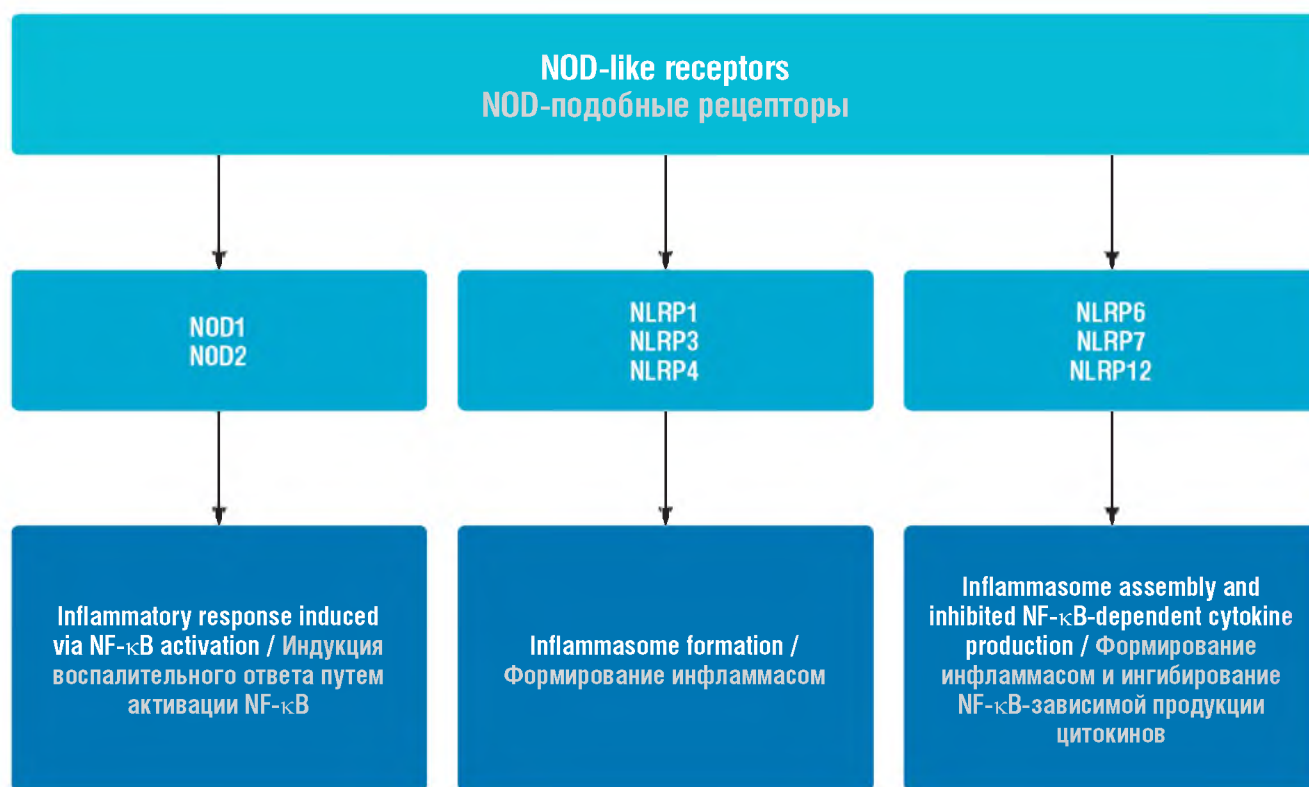 NOD-like receptors
NOD-подобные рецепторы
NOD1
NOD2
NLRP1
NLRP3
NLRP4
NLRP6
NLRP7
NLRP12
Inflammatory response induced
via NF-κB activation / Индукция
воспалительного ответа путем
активации NF-κB
Inflammasome formation /
Формирование инфламмасом
Inflammasome assembly and
inhibited NF-κB-dependent cytokine
production / Формирование
инфламмасом и ингибирование
NF-κB-зависимой продукции
цитокинов